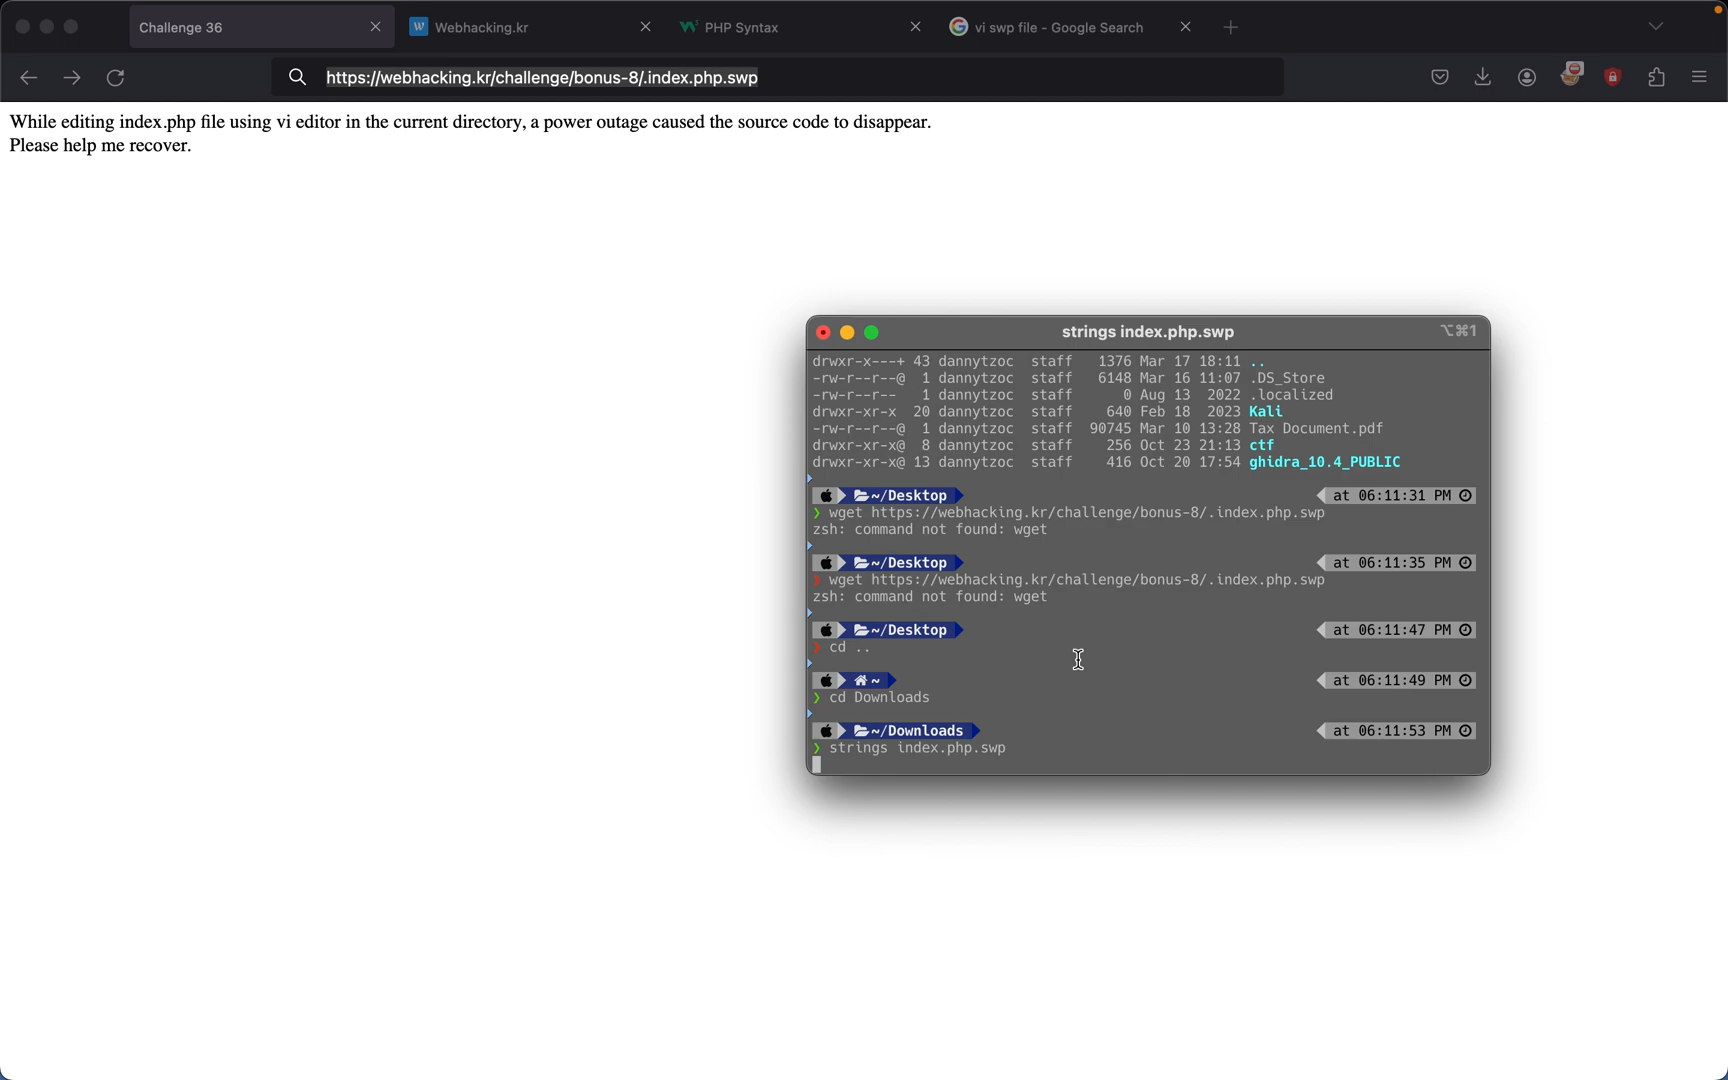 Challenge 36
Webhacking.kr
PHP Syntax
vi swp file - Google Search
https://webhacking.kr/challenge/bonus-8/.index.php.swp
While editing index.php file using vi editor in the current directory, a power outage caused the source code to disappear.
Please help me recover.
strings index.php.swp ⌥⌘1
drwxr-x---+ 43 dannytzoc staff 1376 Mar 17 18:11 ..
-rw-r--r--@ 1 dannytzoc staff 6148 Mar 16 11:07 .DS_Store
-rw-r--r-- 1 dannytzoc staff 0 Aug 13 2022 .localized
drwxr-xr-x 20 dannytzoc staff 640 Feb 18 2023 Kali
-rw-r--r--@ 1 dannytzoc staff 90745 Mar 10 13:28 Tax Document.pdf
drwxr-xr-x@ 8 dannytzoc staff 256 Oct 23 21:13 ctf
drwxr-xr-x@ 13 dannytzoc staff 416 Oct 20 17:54 ghidra_10.4_PUBLIC
~/Desktop at 06:11:31 PM
❯ wget https://webhacking.kr/challenge/bonus-8/.index.php.swp
zsh: command not found: wget
~/Desktop at 06:11:35 PM
❯ wget https://webhacking.kr/challenge/bonus-8/.index.php.swp
zsh: command not found: wget
~/Desktop at 06:11:47 PM
❯ cd ..
~ at 06:11:49 PM
❯ cd Downloads
~/Downloads at 06:11:53 PM
❯ strings index.php.swp